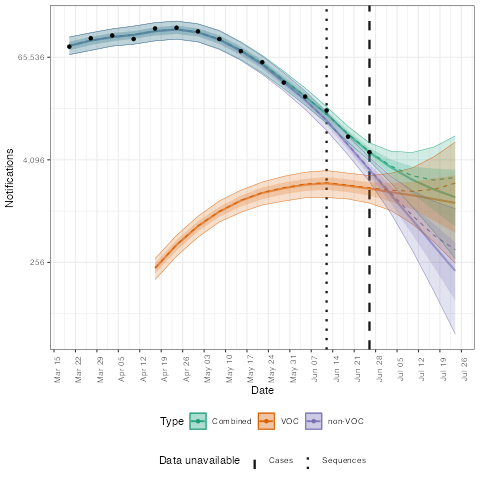 65,536
4,096
256
Notifications
Mar 15
Mar 22
Mar 29
Apr 05
Apr 12
Apr 19
Apr 26
May 03
May 10
May 17
May 24
May 31
Jun 07
Jun 14
Jun 21
Jun 28
Jul 05
Jul 12
Jul 19
Jul 26
Date
Type Combined VOC non-VOC
Data unavailable Cases Sequences